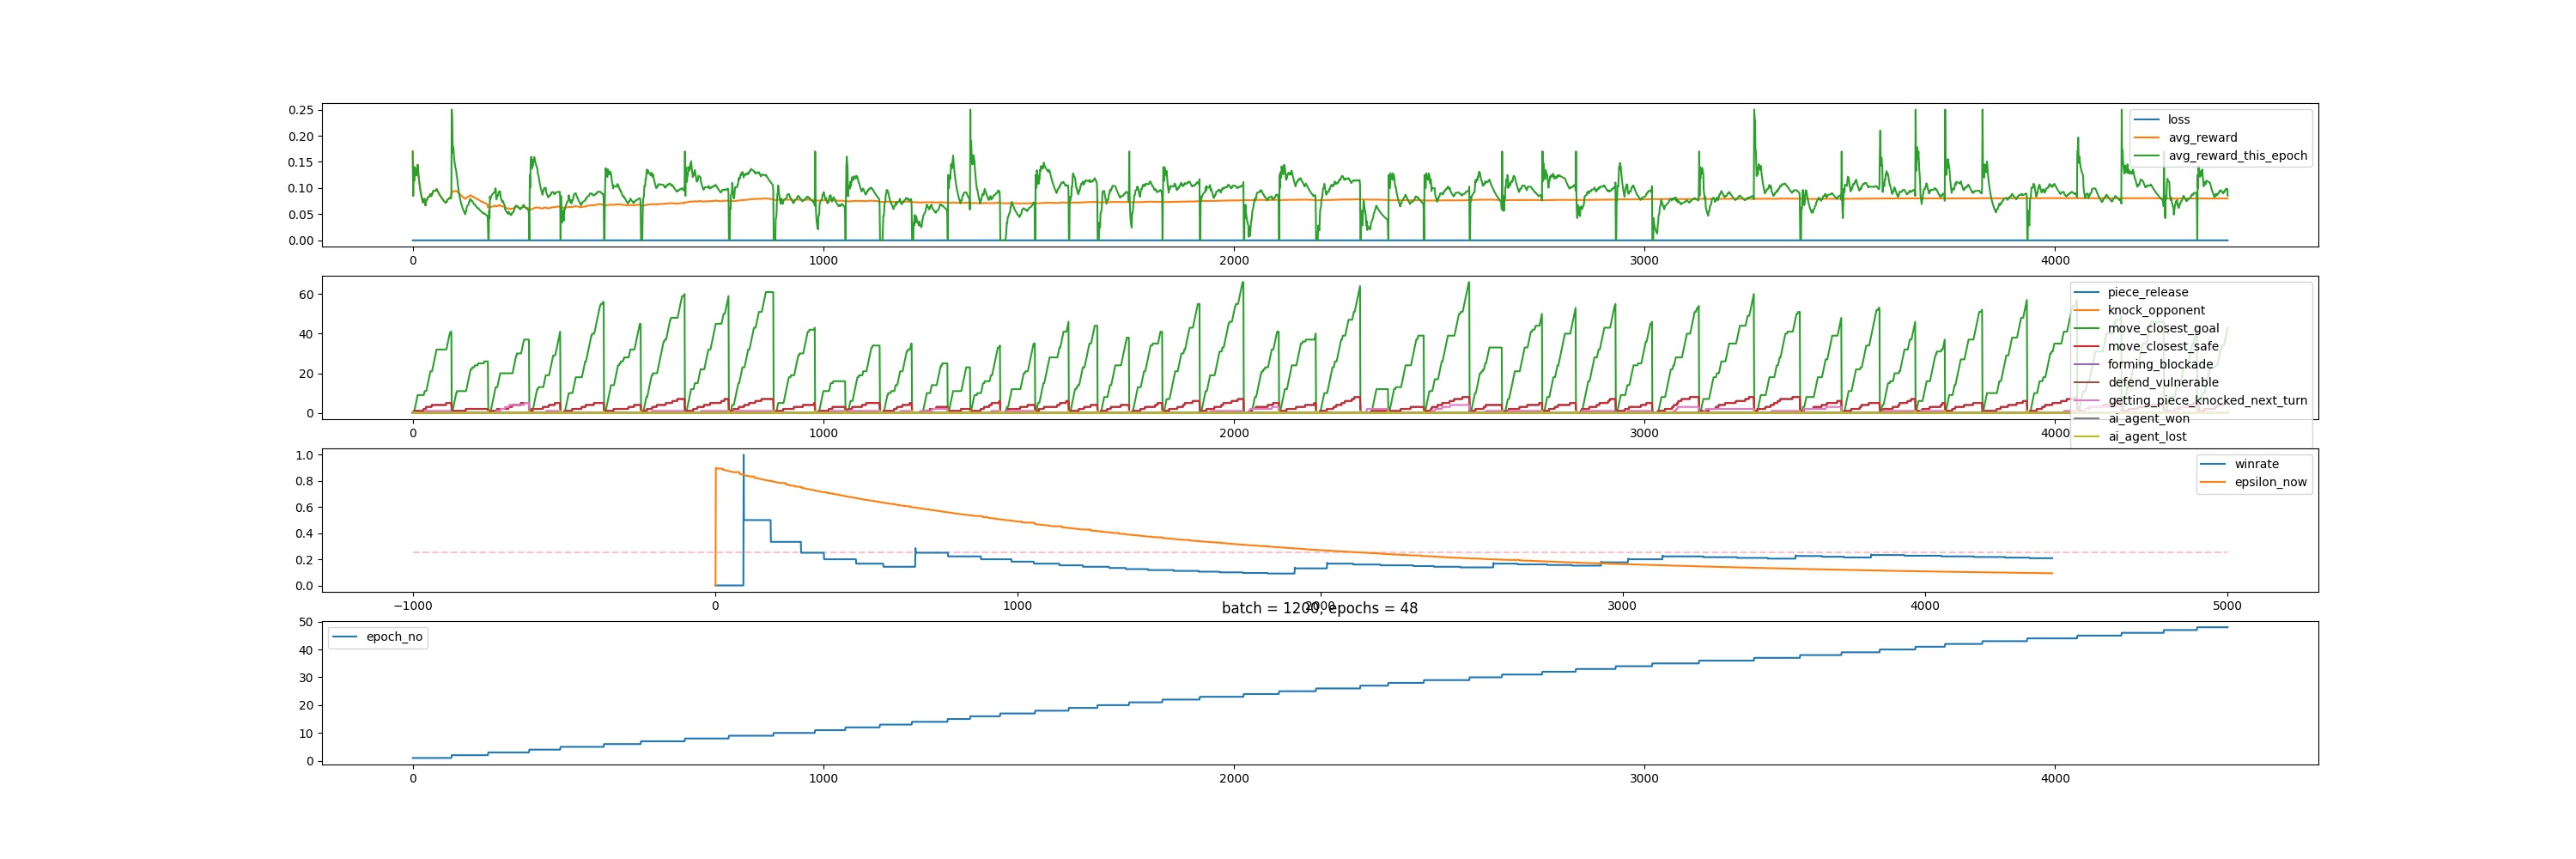 0.25
0.20
0.15
0.10
0.05
0.00
loss
avg_reward
avg_reward_this_epoch
0 1000 2000 3000 4000
60
40
20
0
piece_release
knock_opponent
move_closest_goal
move_closest_safe
forming_blockade
defend_vulnerable
getting_piece_knocked_next_turn
ai_agent_won
ai_agent_lost
0 1000 2000 3000 4000
1.0
0.8
0.6
0.4
0.2
0.0
winrate
epsilon_now
−1000 0 1000 2000 3000 4000 5000
batch = 1200, epochs = 48
50
40
30
20
10
0
epoch_no
0 1000 2000 3000 4000